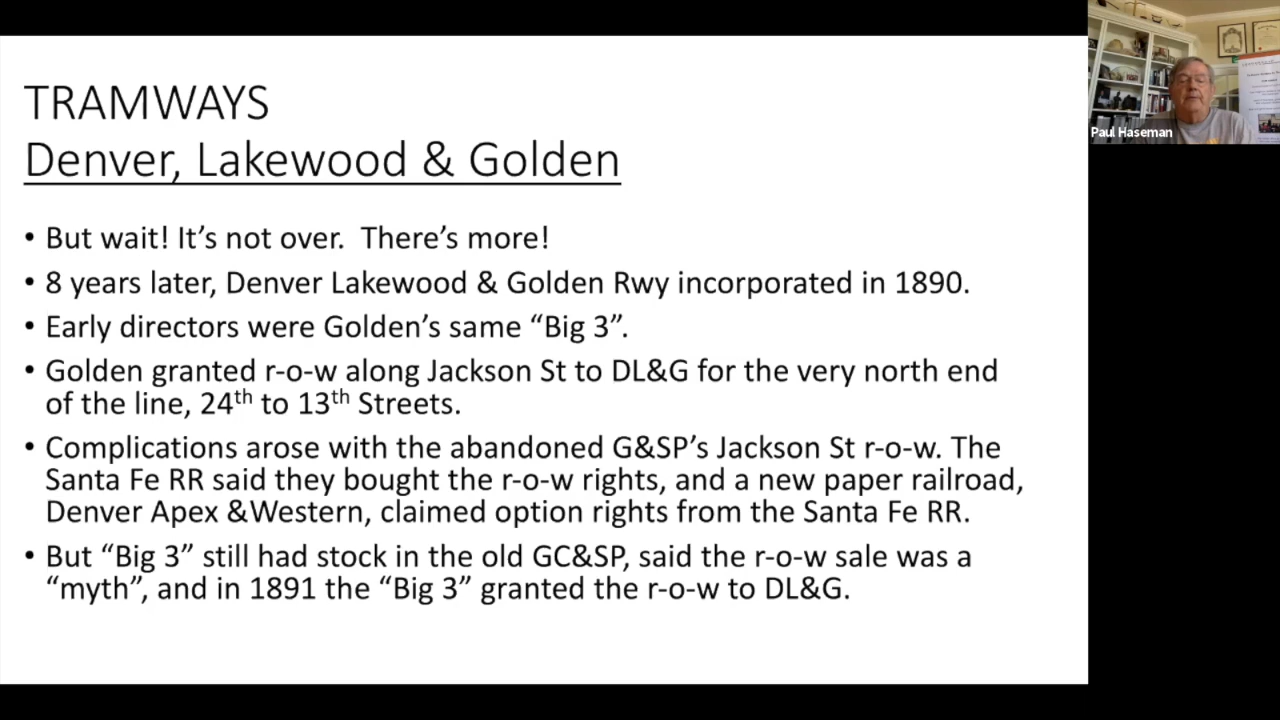 TRAMWAYS
Denver, Lakewood & Golden
• But wait! It’s not over.  There’s more!
• 8 years later, Denver Lakewood & Golden Rwy incorporated in 1890.
• Early directors were Golden’s same “Big 3”.
• Golden granted r-o-w along Jackson St to DL&G for the very north end
of the line, 24th to 13th Streets.
• Complications arose with the abandoned G&SP’s Jackson St r-o-w. The
Santa Fe RR said they bought the r-o-w rights, and a new paper railroad,
Denver Apex &Western, claimed option rights from the Santa Fe RR.
• But “Big 3” still had stock in the old GC&SP, said the r-o-w sale was a
“myth”, and in 1891 the “Big 3” granted the r-o-w to DL&G.
Paul Haseman